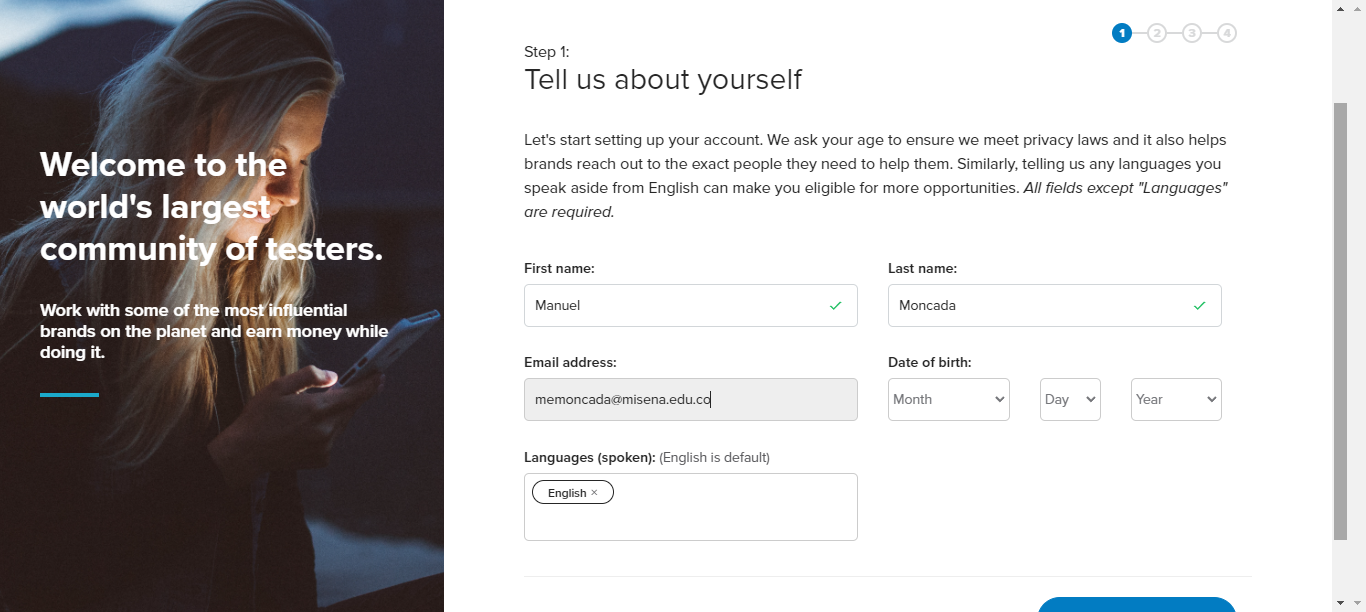 Welcome to the
world's largest
community of testers.
Work with some of the most influential
brands on the planet and earn money while
doing it.
1 2 3 4
Step 1:
Tell us about yourself
Let's start setting up your account. We ask your age to ensure we meet privacy laws and it also helps
brands reach out to the exact people they need to help them. Similarly, telling us any languages you
speak aside from English can make you eligible for more opportunities. All fields except "Languages"
are required.
First name:
Last name:
Manuel
Moncada
Email address:
Date of birth:
memoncada@misena.edu.co
Month
Day
Year
Languages (spoken): (English is default)
English ×